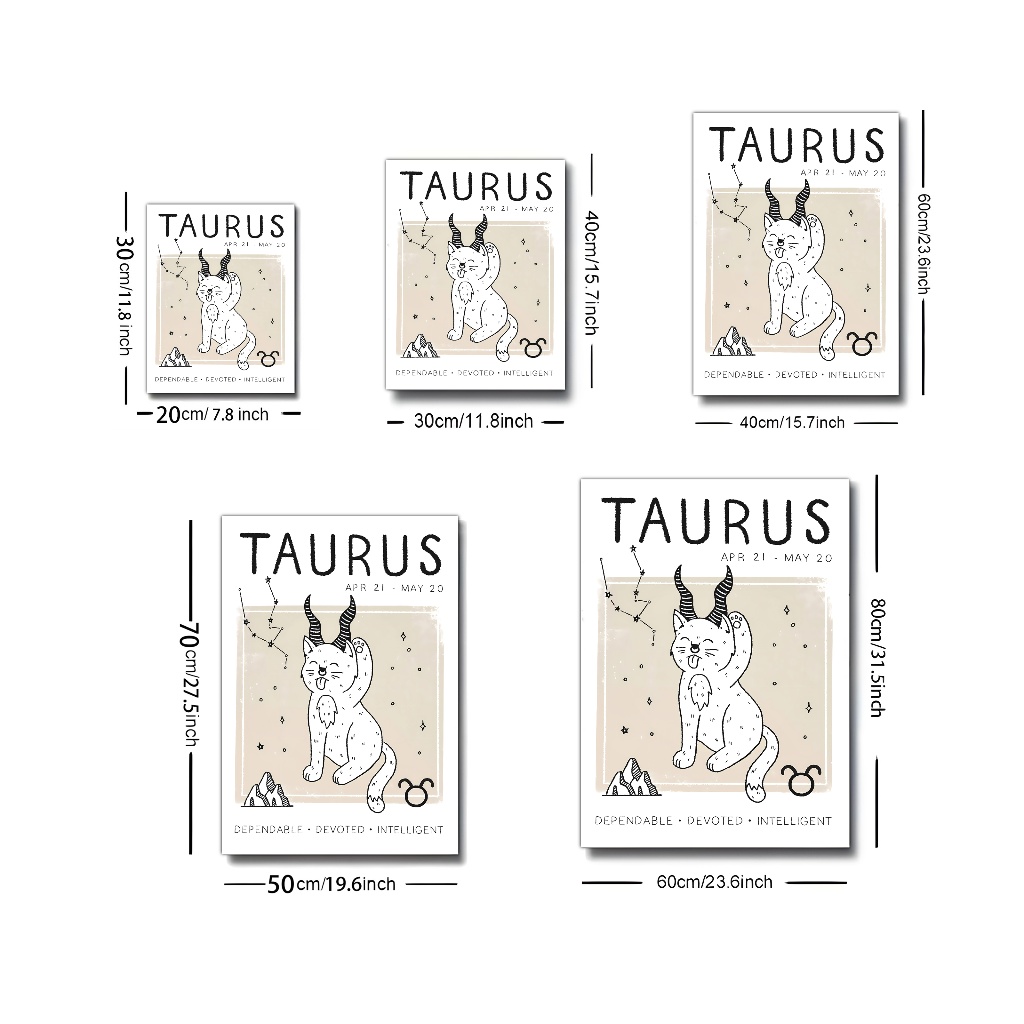 TAURUS
APR 21 - MAY 20
DEPENDABLE • DEVOTED • INTELLIGENT
30cm/11.8 inch
20cm/ 7.8 inch
TAURUS
APR 21 - MAY 20
DEPENDABLE • DEVOTED • INTELLIGENT
40cm/15.7inch
30cm/11.8inch
TAURUS
APR 21 - MAY 20
DEPENDABLE • DEVOTED • INTELLIGENT
60cm/23.6inch
40cm/15.7inch
TAURUS
APR 21 - MAY 20
DEPENDABLE • DEVOTED • INTELLIGENT
70cm/27.5inch
50cm/19.6inch
TAURUS
APR 21 - MAY 20
DEPENDABLE • DEVOTED • INTELLIGENT
80cm/31.5inch
60cm/23.6inch